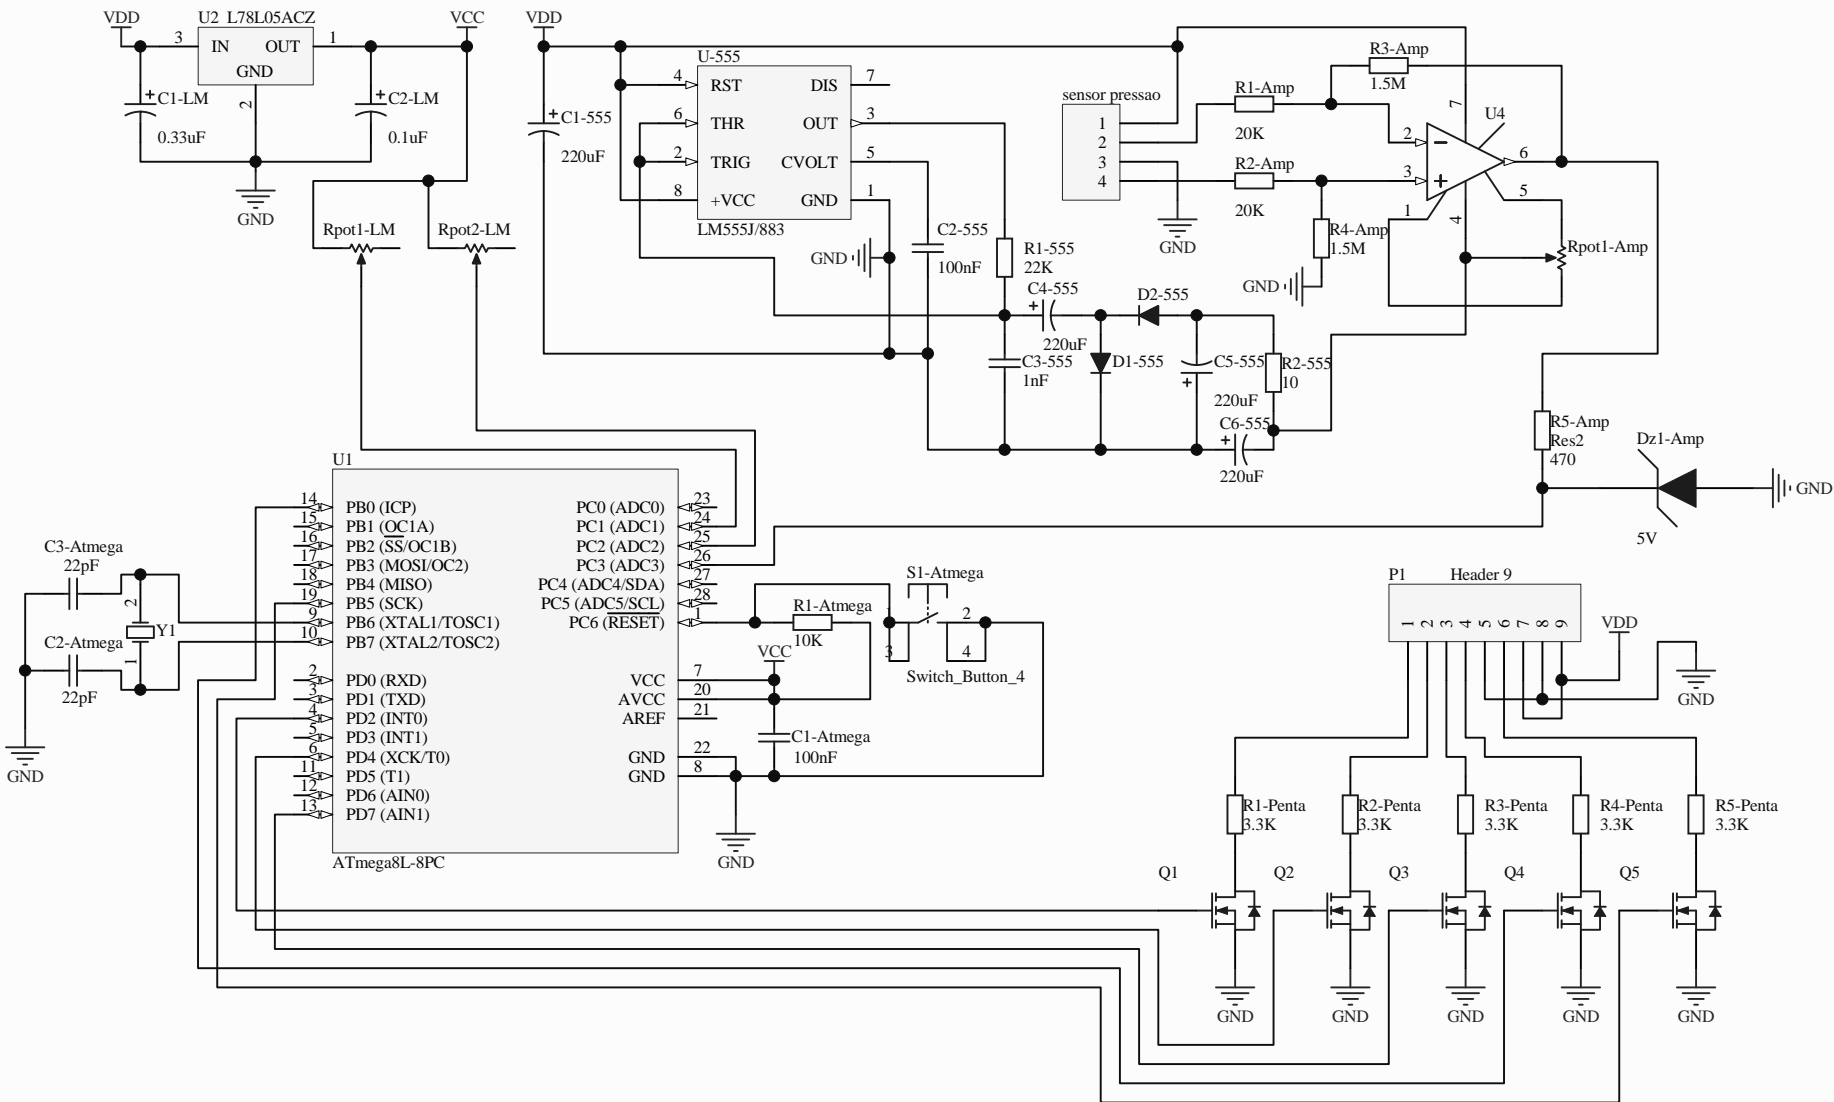 VDD
U2 L78L05ACZ
VCC
3
IN
OUT
1
GND
2
C1-LM
0.33uF
C2-LM
0.1uF
GND
Rpot1-LM
Rpot2-LM
VDD
C1-555
220uF
U-555
4
RST
DIS
7
6
THR
OUT
3
2
TRIG
CVOLT
5
8
+VCC
GND
1
LM555J/883
GND
C2-555
100nF
R1-555
22K
C4-555
220uF
D2-555
C3-555
1nF
D1-555
C5-555
220uF
R2-555
10
C6-555
220uF
sensor pressao
1
2
3
4
GND
R1-Amp
20K
R2-Amp
20K
R3-Amp
1.5M
R4-Amp
1.5M
GND
U4
7
2
3
6
1
4
5
Rpot1-Amp
R5-Amp
Res2
470
Dz1-Amp
GND
5V
U1
14
PB0 (ICP)
15
PB1 (OC1A)
16
PB2 (SS/OC1B)
17
PB3 (MOSI/OC2)
18
PB4 (MISO)
19
PB5 (SCK)
9
PB6 (XTAL1/TOSC1)
10
PB7 (XTAL2/TOSC2)
2
PD0 (RXD)
3
PD1 (TXD)
4
PD2 (INT0)
5
PD3 (INT1)
6
PD4 (XCK/T0)
11
PD5 (T1)
12
PD6 (AIN0)
13
PD7 (AIN1)
PC0 (ADC0)
23
PC1 (ADC1)
24
PC2 (ADC2)
25
PC3 (ADC3)
26
PC4 (ADC4/SDA)
27
PC5 (ADC5/SCL)
28
PC6 (RESET)
1
VCC
7
AVCC
20
AREF
21
GND
22
GND
8
ATmega8L-8PC
C3-Atmega
22pF
2
Y1
1
C2-Atmega
22pF
GND
R1-Atmega
10K
VCC
C1-Atmega
100nF
GND
S1-Atmega
1
2
3
4
Switch_Button_4
P1
Header 9
1
2
3
4
5
6
7
8
9
VDD
GND
R1-Penta
3.3K
R2-Penta
3.3K
R3-Penta
3.3K
R4-Penta
3.3K
R5-Penta
3.3K
Q1
Q2
Q3
Q4
Q5
GND
GND
GND
GND
GND